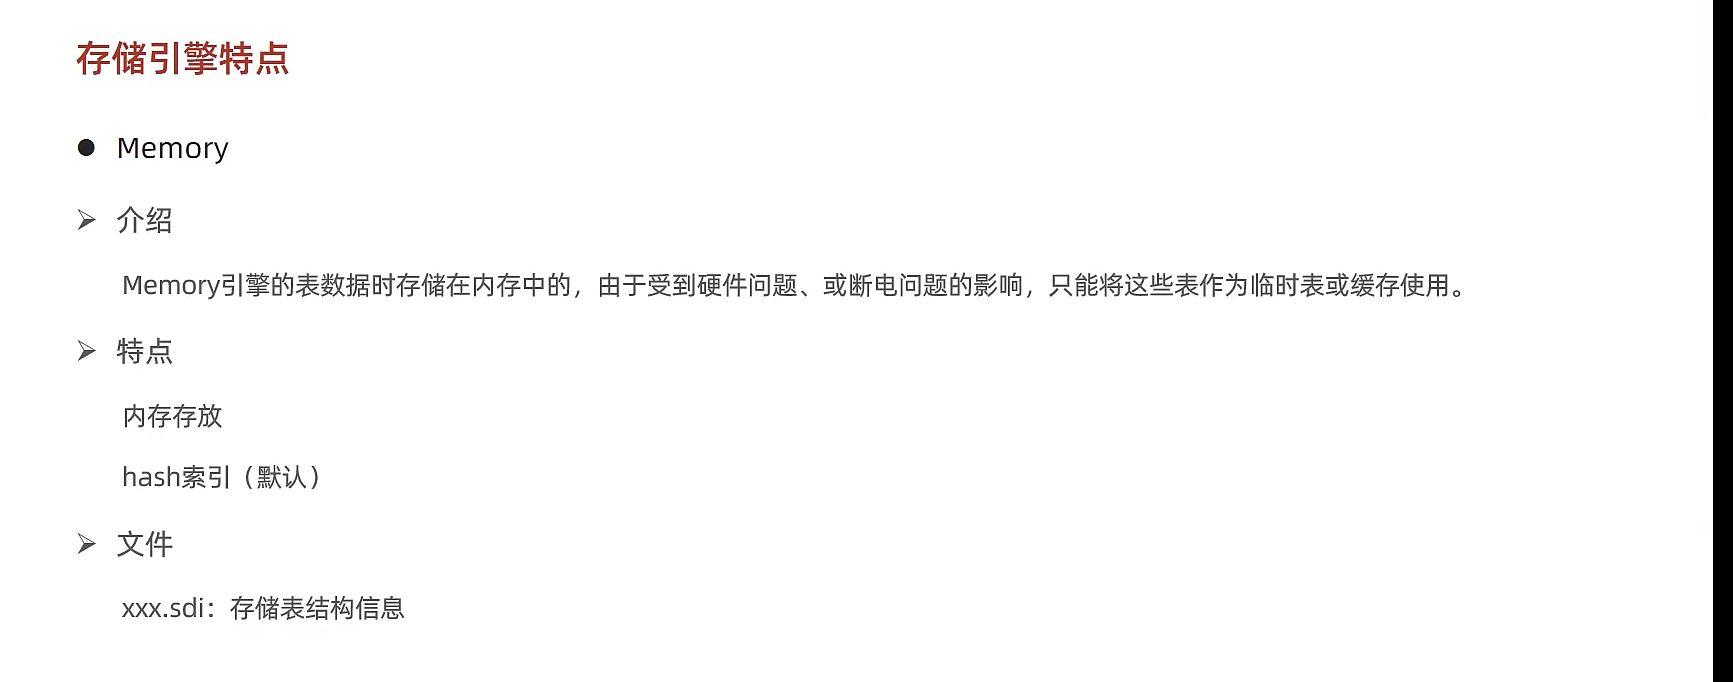 存储引擎特点
Memory
介绍
Memory引擎的表数据时存储在内存中的，由于受到硬件问题、或断电问题的影响，只能将这些表作为临时表或缓存使用。
特点
内存存放
hash索引（默认）
文件
xxx.sdi：存储表结构信息